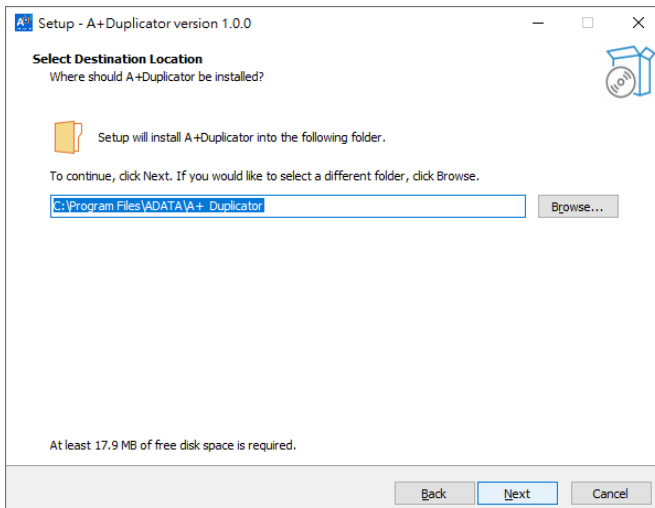 Setup - A+Duplicator version 1.0.0
Select Destination Location
Where should A+Duplicator be installed?
Setup will install A+Duplicator into the following folder.
To continue, click Next. If you would like to select a different folder, click Browse.
C:\Program Files\ADATA\A+ Duplicator
Browse...
At least 17.9 MB of free disk space is required.
Back
Next
Cancel